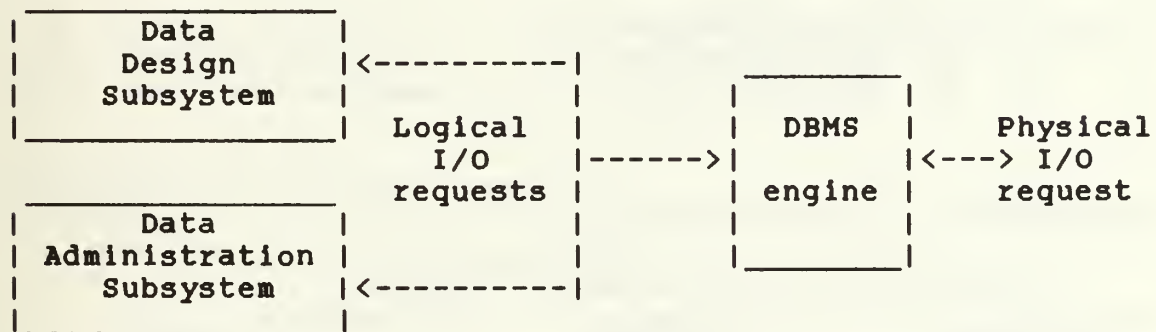 Data
Design
Subsystem
Logical
I/O
requests
DBMS
engine
Physical
I/O
request
Data
Administration
Subsystem